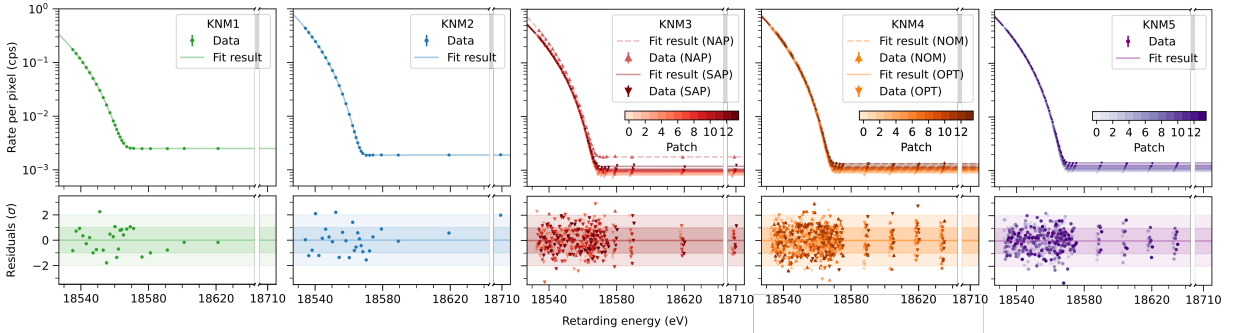 Rate per pixel (cps)
10⁰
10⁻¹
10⁻²
10⁻³
KNM1
Data
Fit result
KNM2
Data
Fit result
KNM3
Fit result (NAP)
Data (NAP)
Fit result (SAP)
Data (SAP)
0 2 4 6 8 10 12
Patch
KNM4
Fit result (NOM)
Data (NOM)
Fit result (OPT)
Data (OPT)
0 2 4 6 8 10 12
Patch
KNM5
Data
Fit result
0 2 4 6 8 10 12
Patch
Residuals (σ)
2
0
−2
18540 18580 18620 18710
18540 18580 18620 18710
18540 18580 18620 18710
18540 18580 18620 18710
18540 18580 18620 18710
Retarding energy (eV)